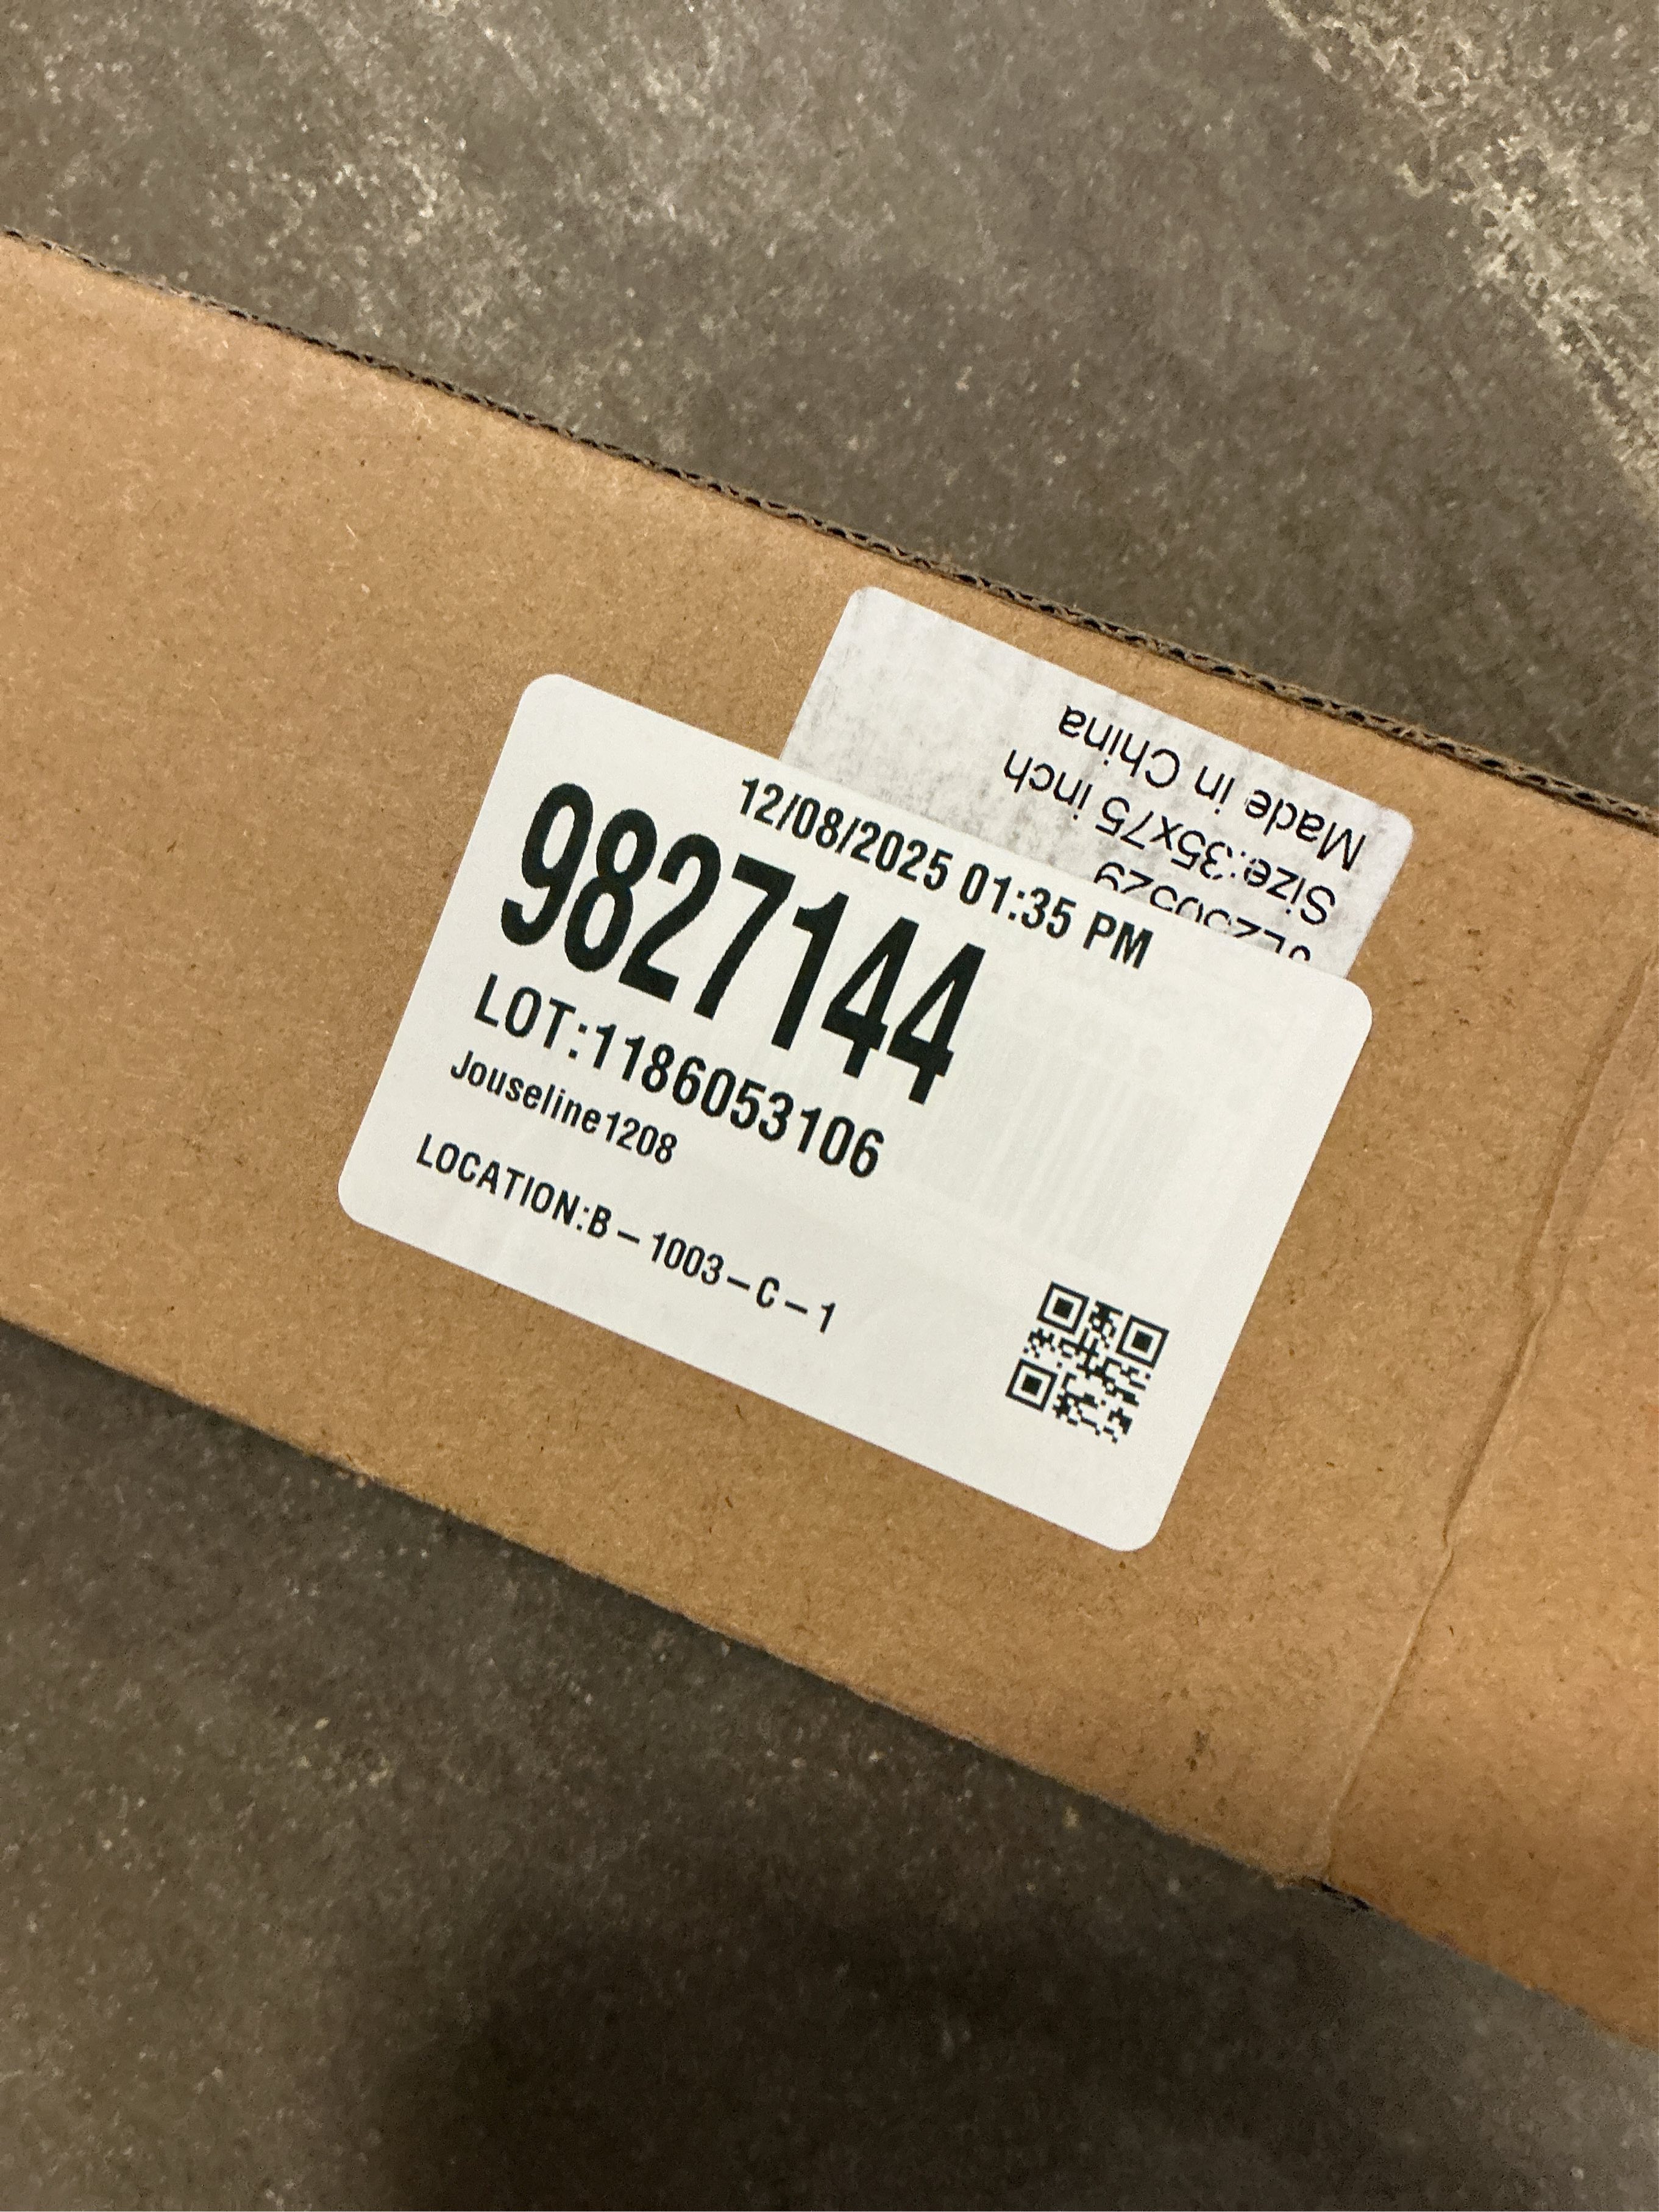 12/08/2025 01:35 PM
9827144
LOT:1186053106
Jouseline1208
LOCATION:B-1003-C-1
Size:35x75 inch
Made in China